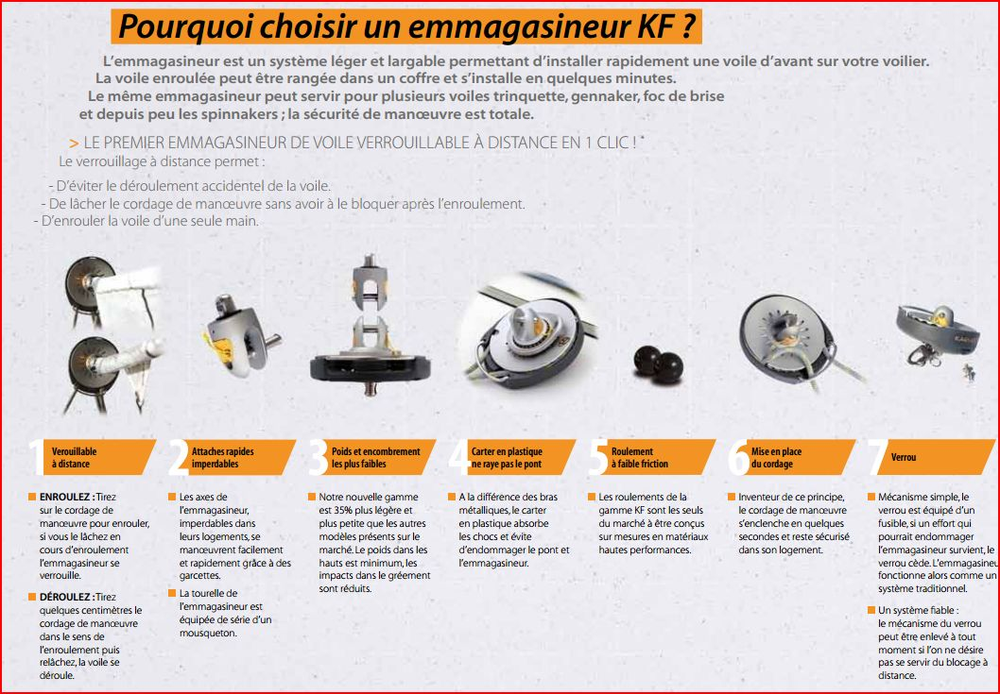 Pourquoi choisir un emmagasineur KF ?
L’emmagasineur est un système léger et largable permettant d’installer rapidement une voile d’avant sur votre voilier.
La voile enroulée peut être rangée dans un coffre et s’installe en quelques minutes.
Le même emmagasineur peut servir pour plusieurs voiles trinquette, gennaker, foc de brise
et depuis peu les spinnakers ; la sécurité de manœuvre est totale.
> LE PREMIER EMMAGASINEUR DE VOILE VERROUILLABLE À DISTANCE EN 1 CLIC ! *
Le verrouillage à distance permet :
- D’éviter le déroulement accidentel de la voile.
- De lâcher le cordage de manœuvre sans avoir à le bloquer après l’enroulement.
- D’enrouler la voile d’une seule main.
1 Verouillable
à distance
ENROULEZ : Tirez
sur le cordage de
manœuvre pour enrouler,
si vous le lâchez en
cours d’enroulement
l’emmagasineur se
verrouille.
DÉROULEZ : Tirez
quelques centimètres le
cordage de manœuvre
dans le sens de
l’enroulement puis
relâchez, la voile se
déroule.
2 Attaches rapides
imperdables
Les axes de
l’emmagasineur,
imperdables dans
leurs logements, se
manœuvrent facilement
et rapidement grâce à des
garcettes.
La tourelle de
l’emmagasineur est
équipée de série d’un
mousqueton.
3 Poids et encombrement
les plus faibles
Notre nouvelle gamme
est 35% plus légère et
plus petite que les autres
modèles présents sur le
marché. Le poids dans les
hauts est minimum, les
impacts dans le gréement
sont réduits.
4 Carter en plastique
ne raye pas le pont
A la différence des bras
métalliques, le carter
en plastique absorbe
les chocs et évite
d’endommager le pont et
l’emmagasineur.
5 Roulement
à faible friction
Les roulements de la
gamme KF sont les seuls
du marché à être conçus
sur mesures en matériaux
hautes performances.
6 Mise en place
du cordage
Inventeur de ce principe,
le cordage de manœuvre
s’enclenche en quelques
secondes et reste sécurisé
dans son logement.
7 Verrou
Mécanisme simple, le
verrou est équipé d’un
fusible, si un effort qui
pourait endommager
l’emmagasineur survient, le
verrou cède. L’emmagasineu
fonctionne alors comme un
système traditionnel.
Un système fiable :
le mécanisme du verrou
peut être enlevé à tout
moment si l’on ne désire
pas se servir du blocage à
distance.